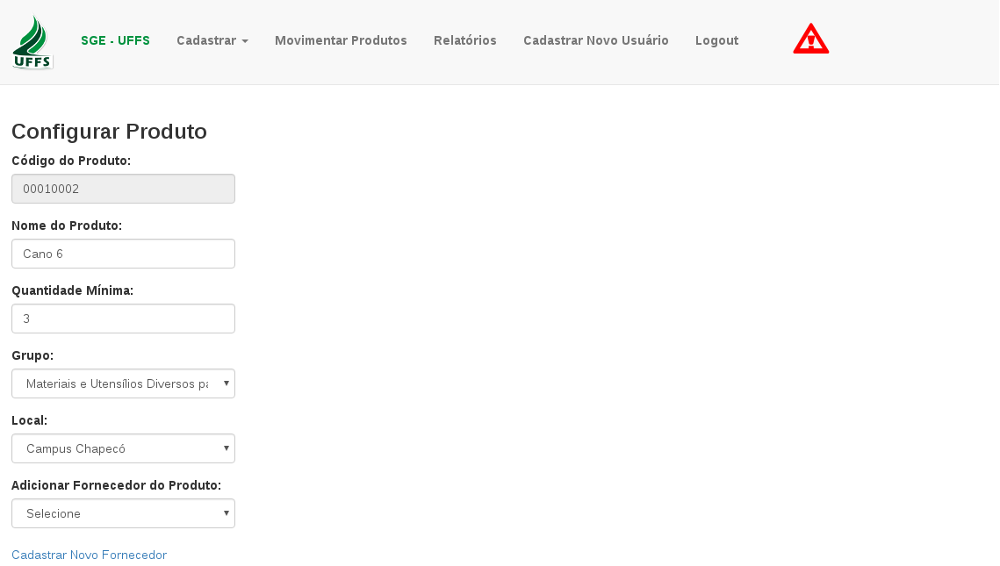 UFFS
SGE - UFFS Cadastrar Movimentar Produtos Relatórios Cadastrar Novo Usuário Logout
Configurar Produto
Código do Produto:
00010002
Nome do Produto:
Cano 6
Quantidade Mínima:
3
Grupo:
Materiais e Utensílios Diversos pa
Local:
Campus Chapecó
Adicionar Fornecedor do Produto:
Selecione
Cadastrar Novo Fornecedor